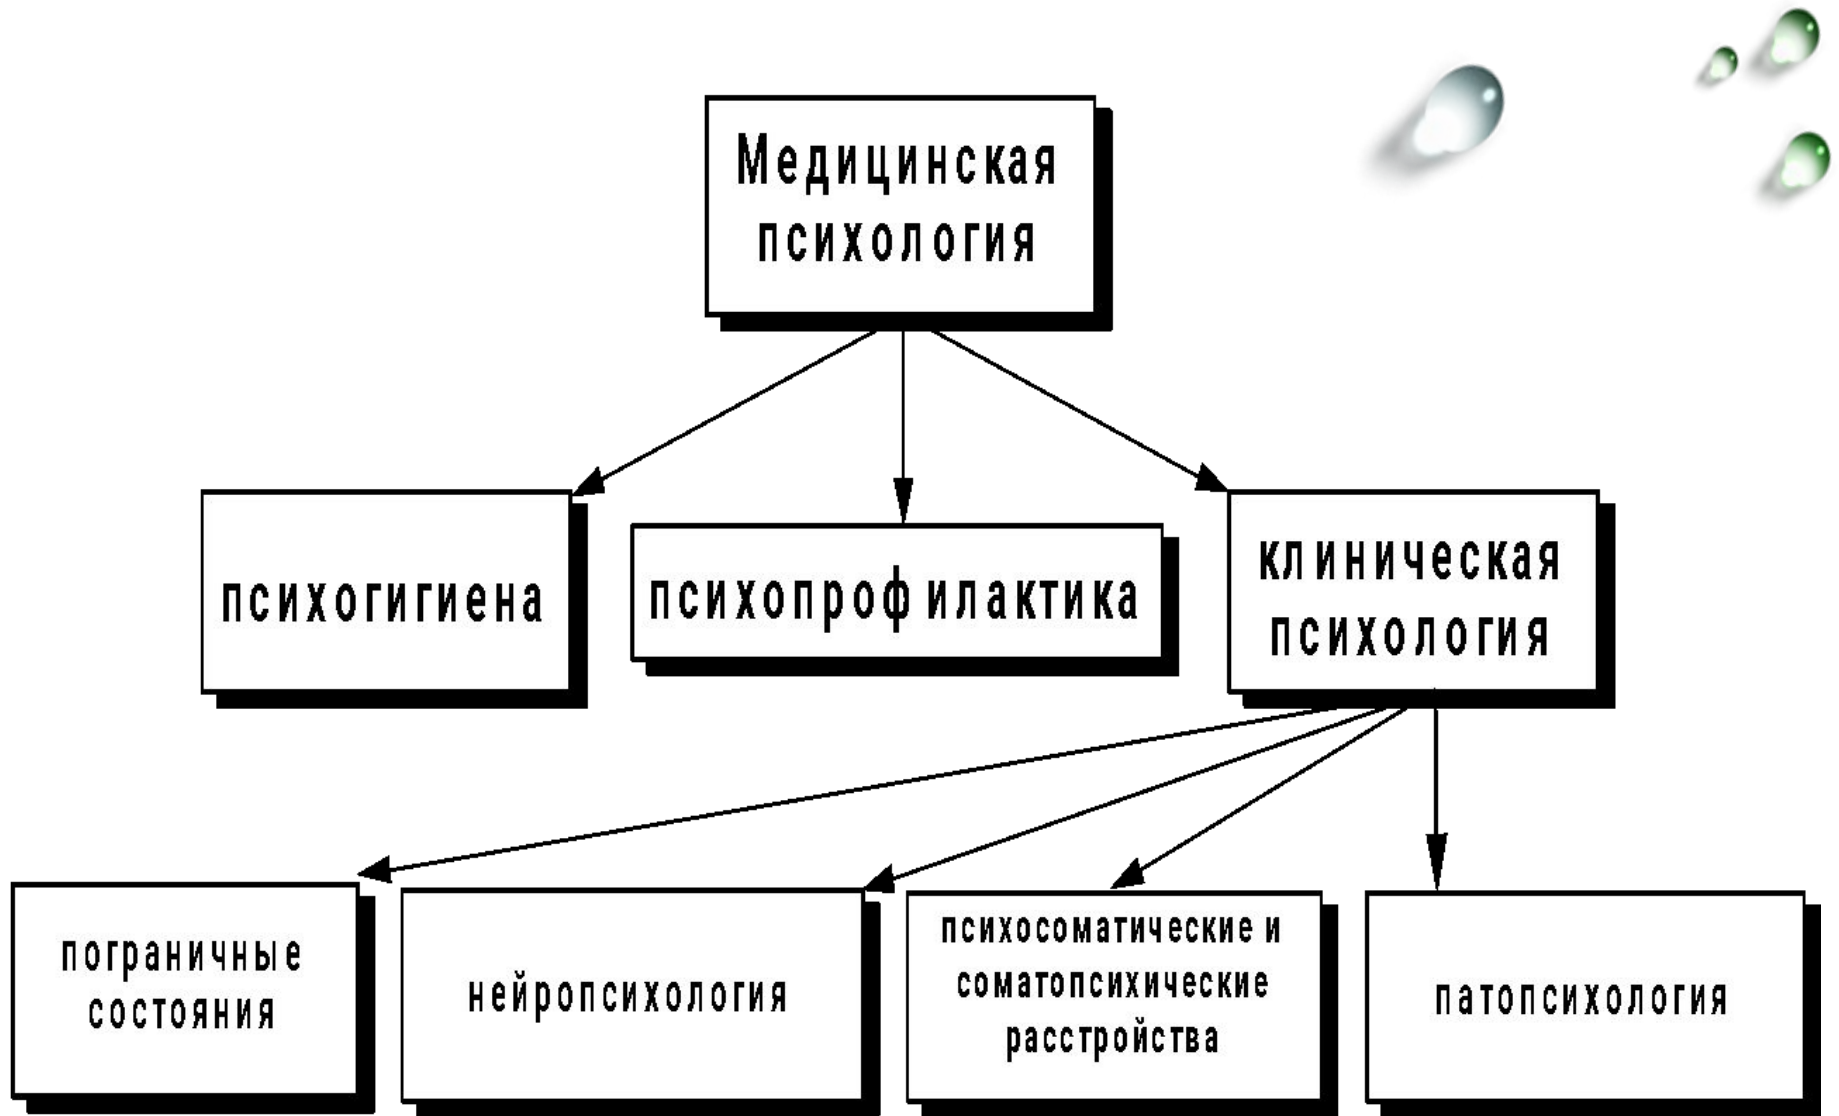 Медицинская
психология
психогигиена
психопрофилактика
клиническая
психология
пограничные
состояния
нейропсихология
психосоматические и
соматопсихические
расстройства
патопсихология